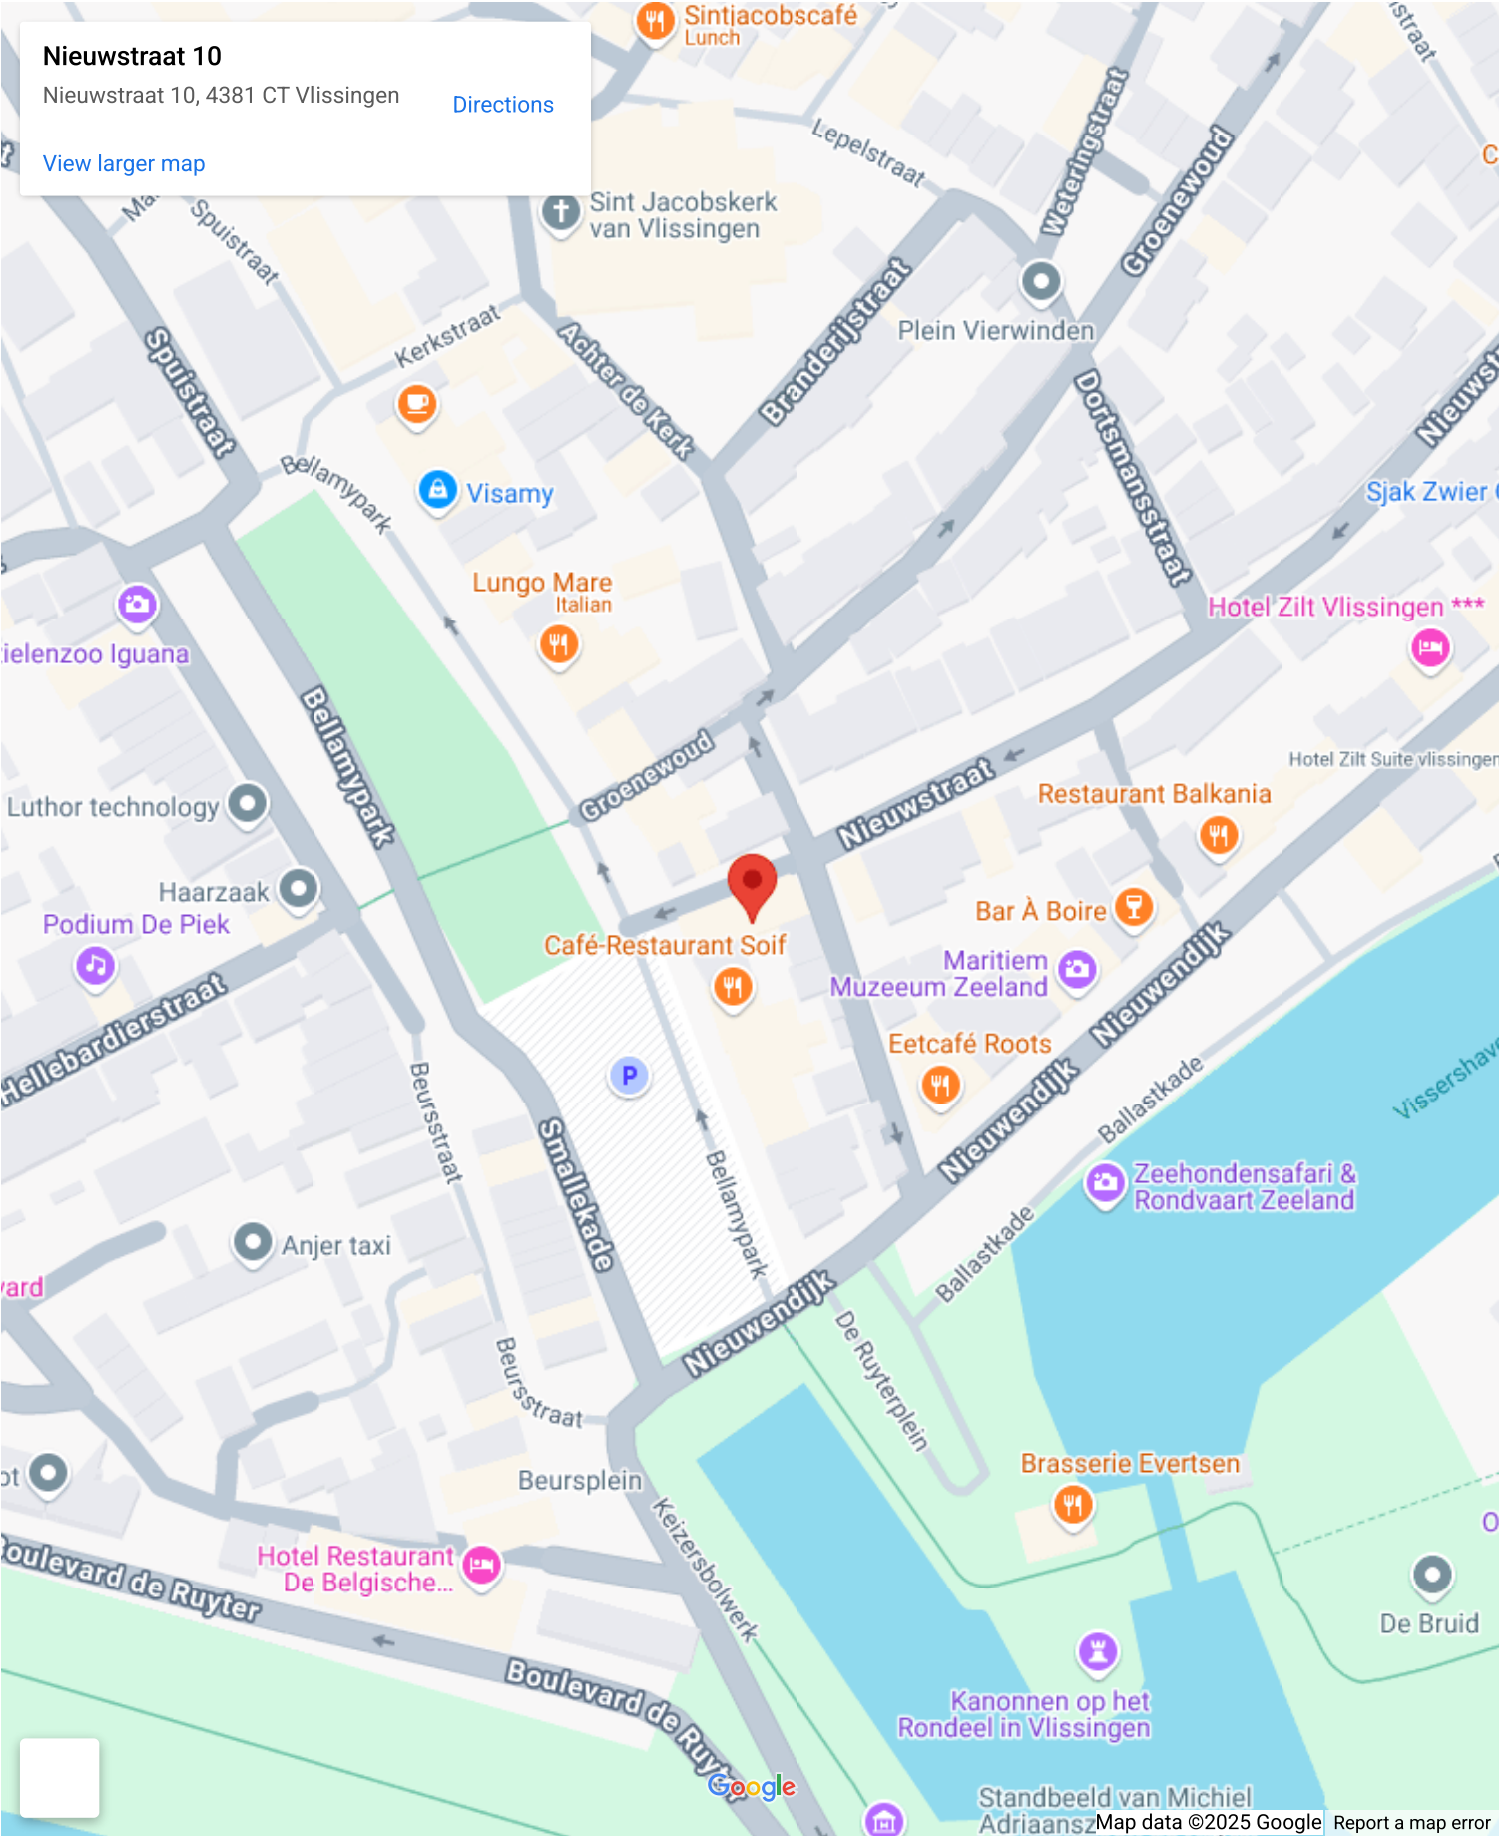 Nieuwstraat 10
Nieuwstraat 10, 4381 CT Vlissingen
Directions
View larger map
Sintjacobscafé
Lunch
Lepelstraat
Weteringstraat
Groenewoud
Sint Jacobskerk
van Vlissingen
Spuistraat
Plein Vierwinden
Kerkstraat
Achter de Kerk
Branderijstraat
Spuistraat
Dortsmansstraat
Bellamypark
Visamy
Sjak Zwier
Lungo Mare
Italian
Hotel Zilt Vlissingen ***
ielenzoo Iguana
Bellamypark
Groenewoud
Nieuwstraat
Hotel Zilt Suite vlissingen
Restaurant Balkania
Luthor technology
Haarzaak
Podium De Piek
Bar À Boire
Café-Restaurant Soif
Maritiem
Muzeeum Zeeland
Nieuwendijk
Hellebardierstraat
Eetcafé Roots
P
Beursstraat
Nieuwendijk
Ballastkade
Smallekade
Bellamypark
Zeehondensafari &
Rondvaart Zeeland
Anjer taxi
Ballastkade
Nieuwendijk
De Ruyterplein
Beursstraat
Beursplein
Brasserie Evertsen
Keizersbolwerk
Hotel Restaurant
De Belgische...
Boulevard de Ruyter
De Bruid
Kanonnen op het
Rondeel in Vlissingen
Boulevard de Ruyter
Google
Standbeeld van Michiel
Adriaansz
Map data ©2025 Google
Report a map error